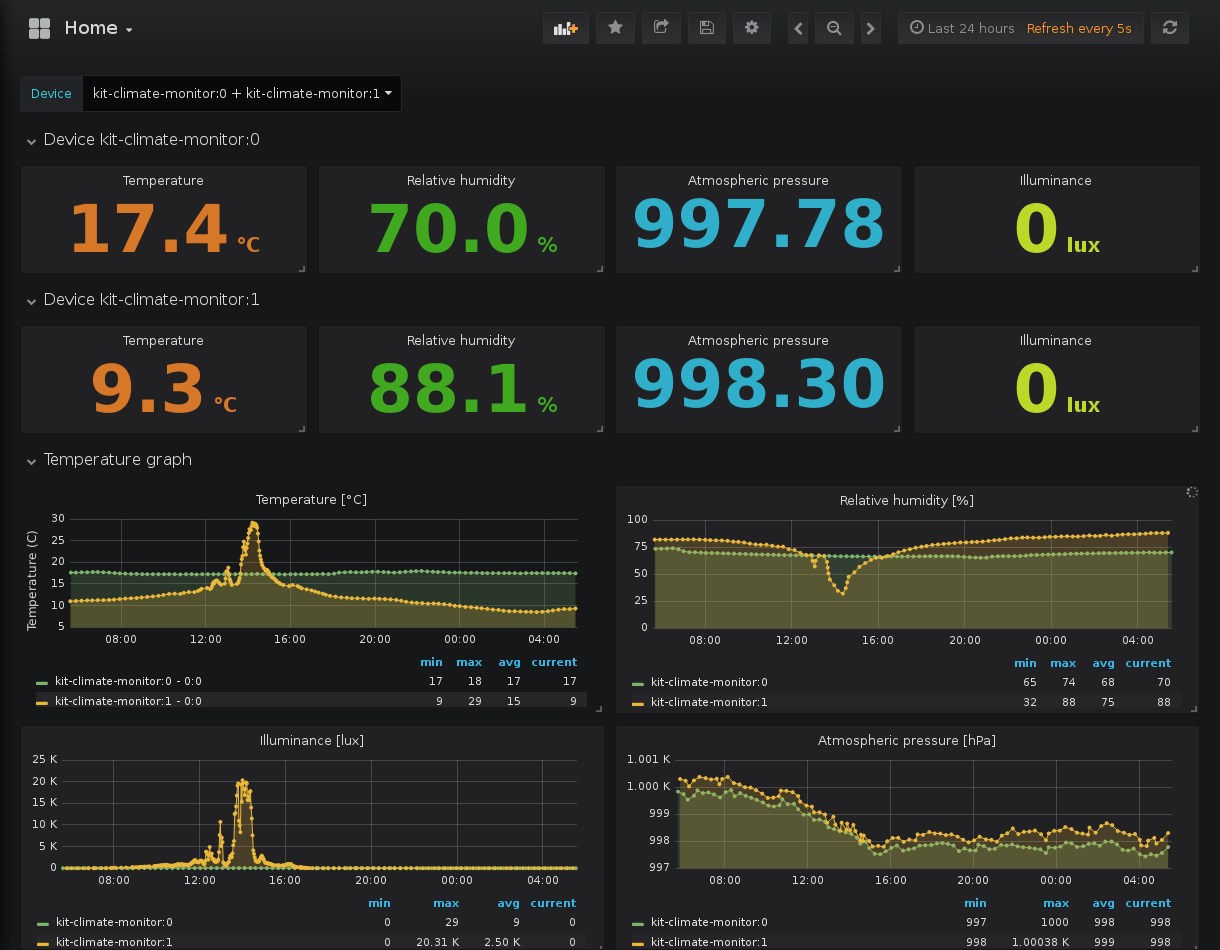 Home
Last 24 hours Refresh every 5s
Device kit-climate-monitor:0 + kit-climate-monitor:1
Device kit-climate-monitor:0
Temperature Relative humidity Atmospheric pressure Illuminance
17.4 °C 70.0 % 997.78 0 lux
Device kit-climate-monitor:1
Temperature Relative humidity Atmospheric pressure Illuminance
9.3 °C 88.1 % 998.30 0 lux
Temperature graph
Temperature [°C]
Temperature (C)
30
25
20
15
10
5
08:00 12:00 16:00 20:00 00:00 04:00
min max avg current
kit-climate-monitor:0 - 0:0 17 18 17 17
kit-climate-monitor:1 - 0:0 9 29 15 9
Relative humidity [%]
100
75
50
25
0
08:00 12:00 16:00 20:00 00:00 04:00
min max avg current
kit-climate-monitor:0 65 74 68 70
kit-climate-monitor:1 32 88 75 88
Illuminance [lux]
25 K
20 K
15 K
10 K
5 K
0
08:00 12:00 16:00 20:00 00:00 04:00
min max avg current
kit-climate-monitor:0 0 29 9 0
kit-climate-monitor:1 0 20.31 K 2.50 K 0
Atmospheric pressure [hPa]
1.001 K
1.000 K
999
998
997
08:00 12:00 16:00 20:00 00:00 04:00
min max avg current
kit-climate-monitor:0 997 1000 998 998
kit-climate-monitor:1 998 1.00038 K 999 998